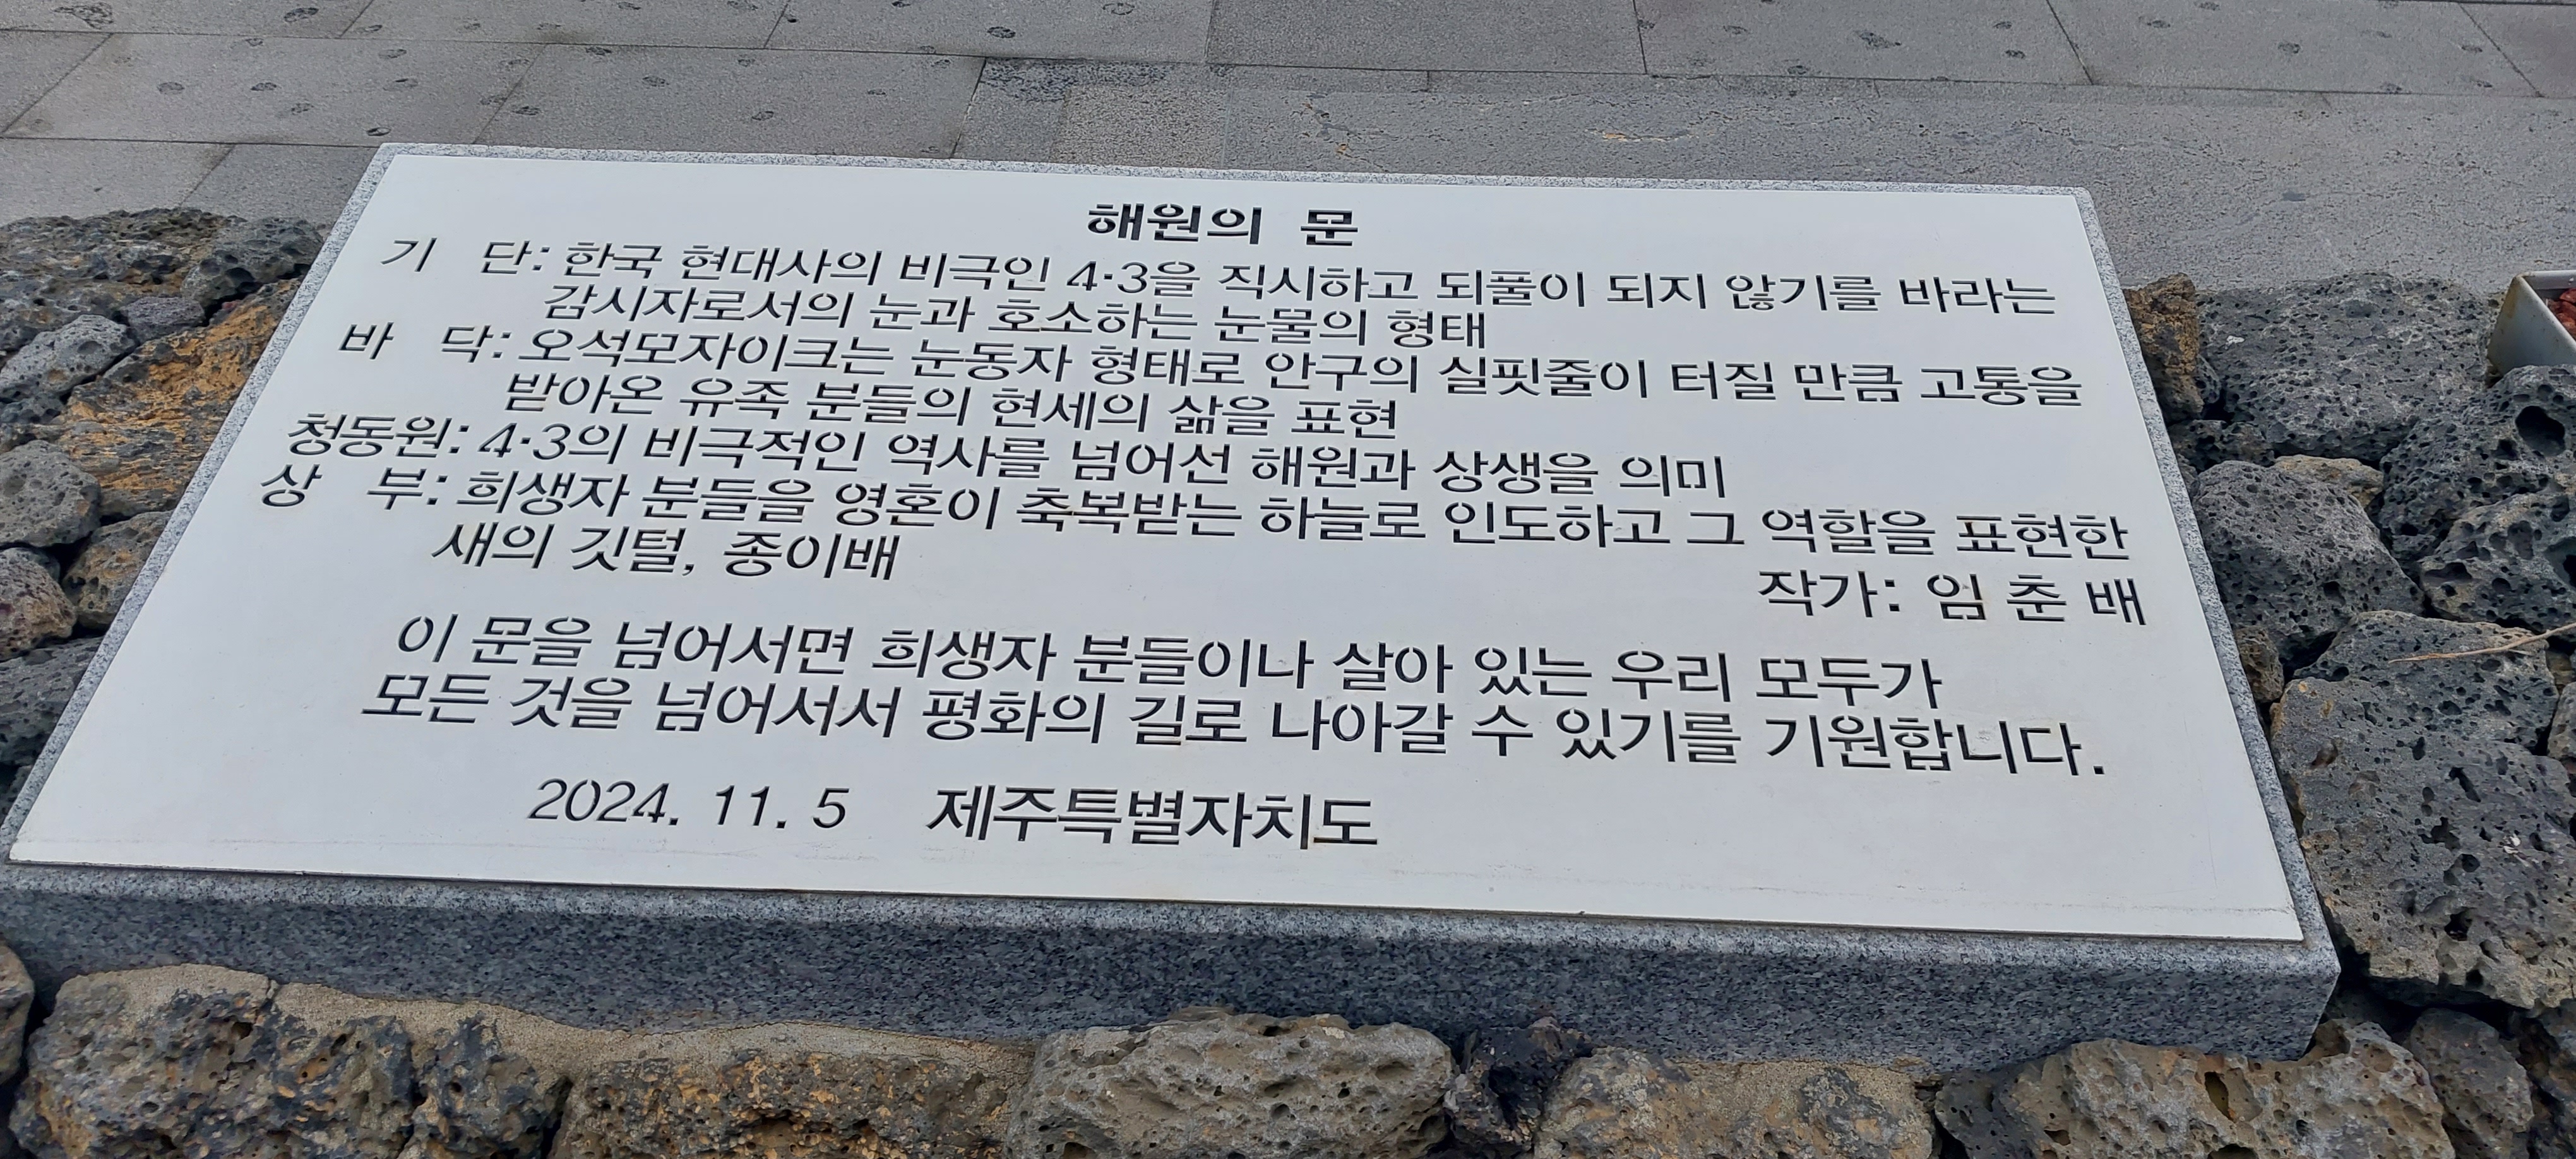 해원의 문
기 단: 한국 현대사의 비극인 4·3을 직시하고 되풀이 되지 않기를 바라는
감시자로서의 눈과 호소하는 눈물의 형태
바 닥: 오석모자이크는 눈동자 형태로 안구의 실핏줄이 터질 만큼 고통을
받아온 유족 분들의 현세의 삶을 표현
청동원: 4·3의 비극적인 역사를 넘어선 해원과 상생을 의미
상 부: 희생자 분들을 영혼이 축복받는 하늘로 인도하고 그 역할을 표현한
새의 깃털, 종이배
작가: 임 춘 배
이 문을 넘어서면 희생자 분들이나 살아 있는 우리 모두가
모든 것을 넘어서서 평화의 길로 나아갈 수 있기를 기원합니다.
2024. 11. 5 제주특별자치도